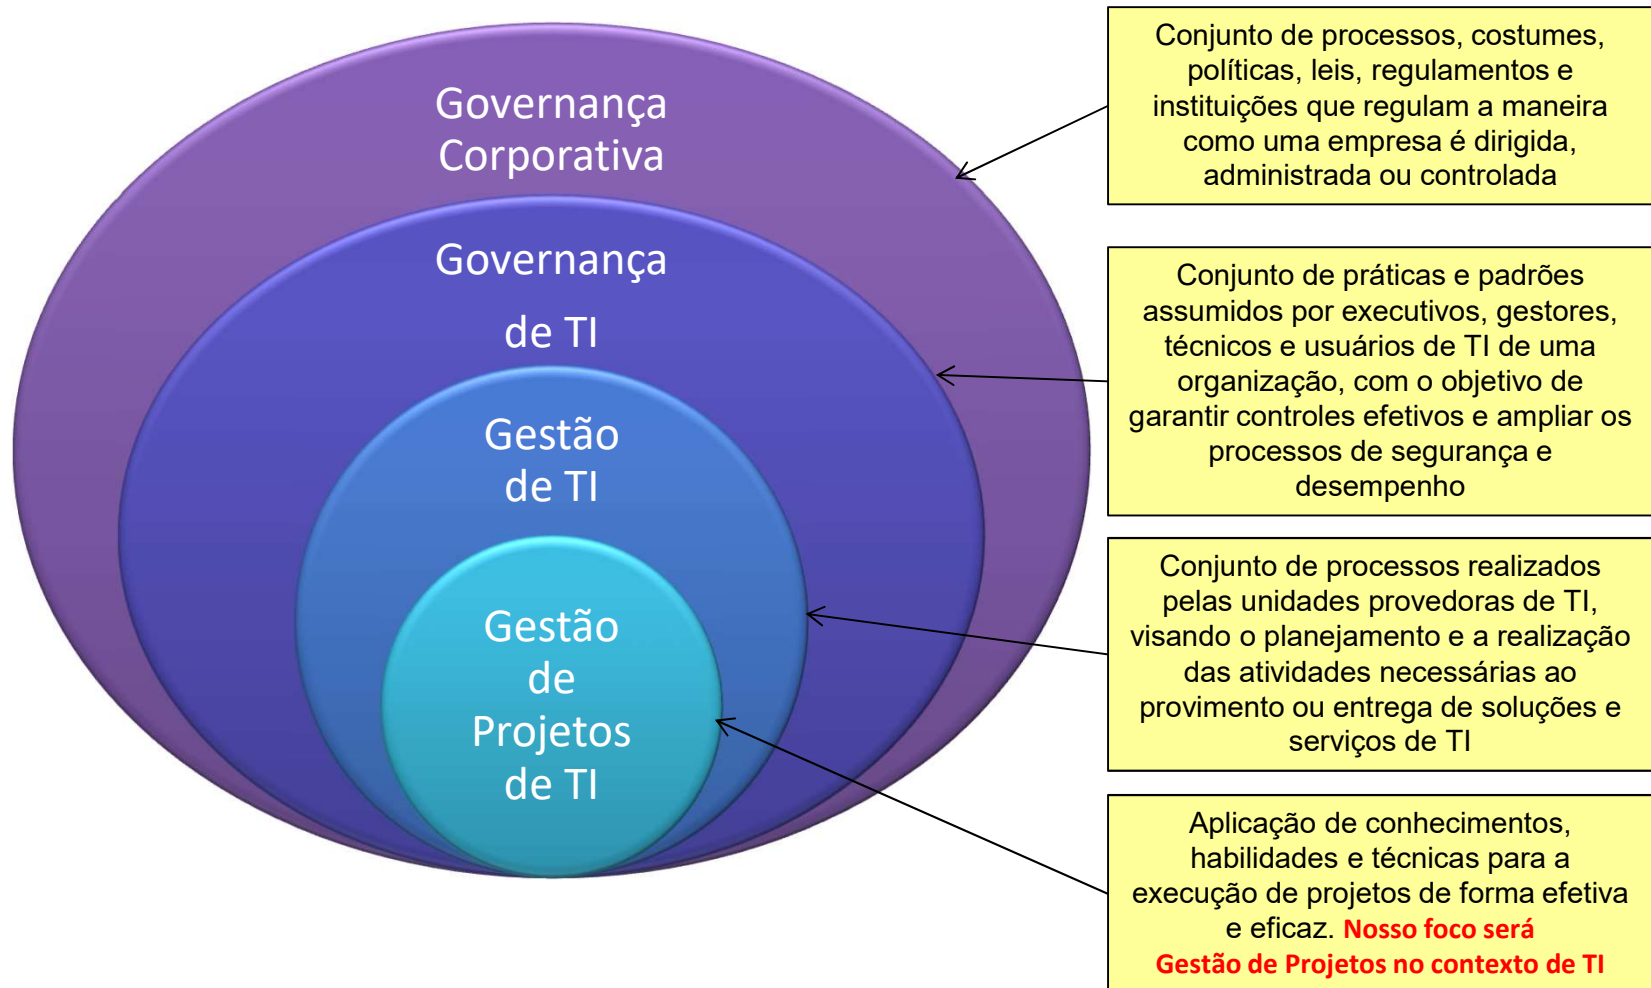 Governança
Corporativa
Governança
de TI
Gestão
de TI
Gestão
de
Projetos
de TI
Conjunto de processos, costumes,
políticas, leis, regulamentos e
instituições que regulam a maneira
como uma empresa é dirigida,
administrada ou controlada
Conjunto de práticas e padrões
assumidos por executivos, gestores,
técnicos e usuários de TI de uma
organização, com o objetivo de
garantir controles efetivos e ampliar os
processos de segurança e
desempenho
Conjunto de processos realizados
pelas unidades provedoras de TI,
visando o planejamento e a realização
das atividades necessárias ao
provimento ou entrega de soluções e
serviços de TI
Aplicação de conhecimentos,
habilidades e técnicas para a
execução de projetos de forma efetiva
e eficaz. Nosso foco será
Gestão de Projetos no contexto de TI